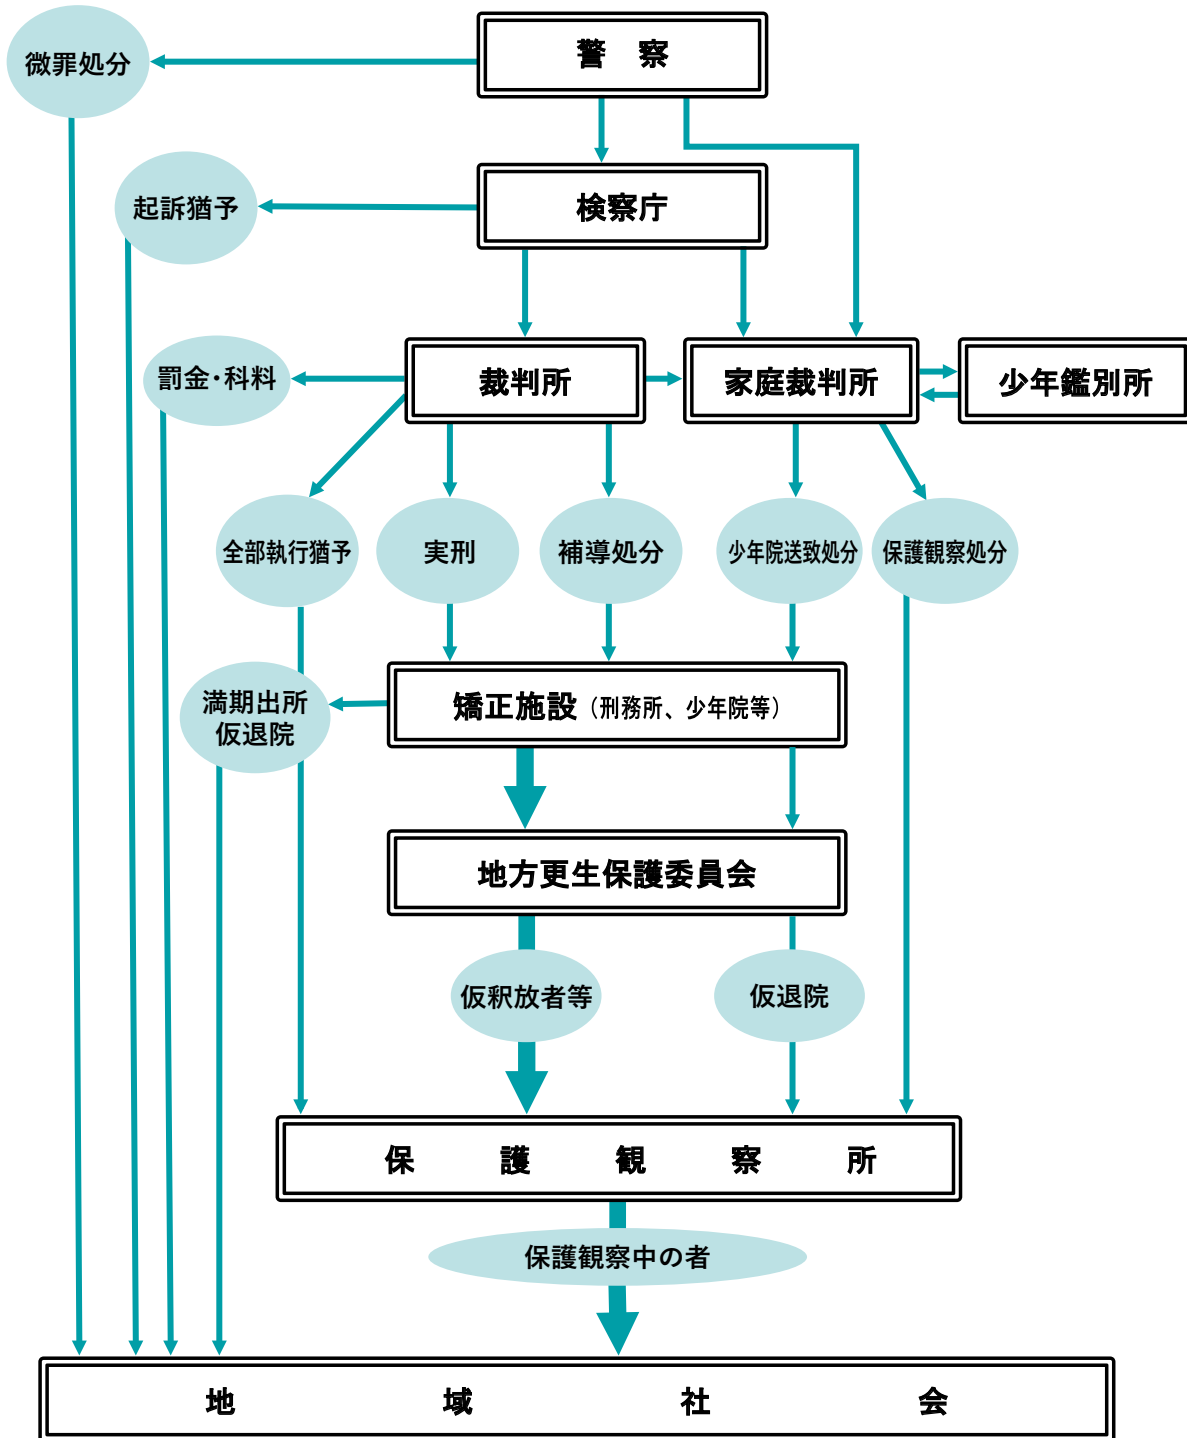 警　察
微罪処分
検察庁
起訴猶予
裁判所
家庭裁判所
少年鑑別所
罰金・科料
全部執行猶予
実刑
補導処分
少年院送致処分
保護観察処分
矯正施設（刑務所、少年院等）
満期出所
仮退院
地方更生保護委員会
仮釈放者等
仮退院
保護観察所
保護観察中の者
地域社会